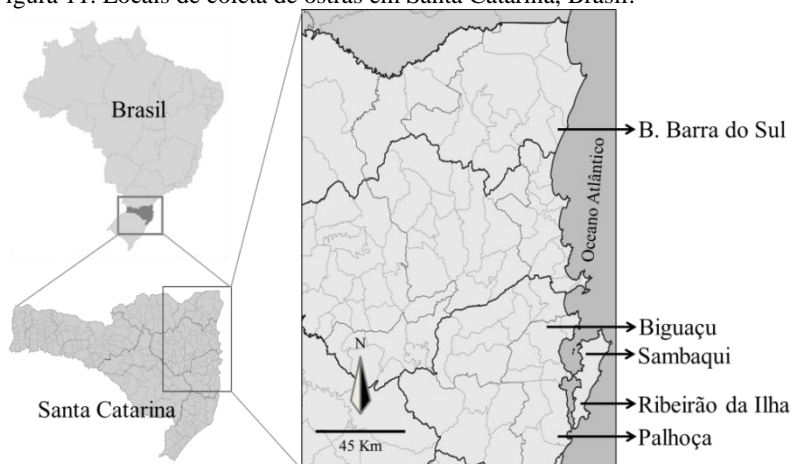 Figura 11. Locais de coleta de ostras em Santa Catarina, Brasil.
Brasil
B. Barra do Sul
Oceano Atlântico
Biguaçu
Sambaqui
N
Santa Catarina
Ribeirão da Ilha
45 Km
Palhoça